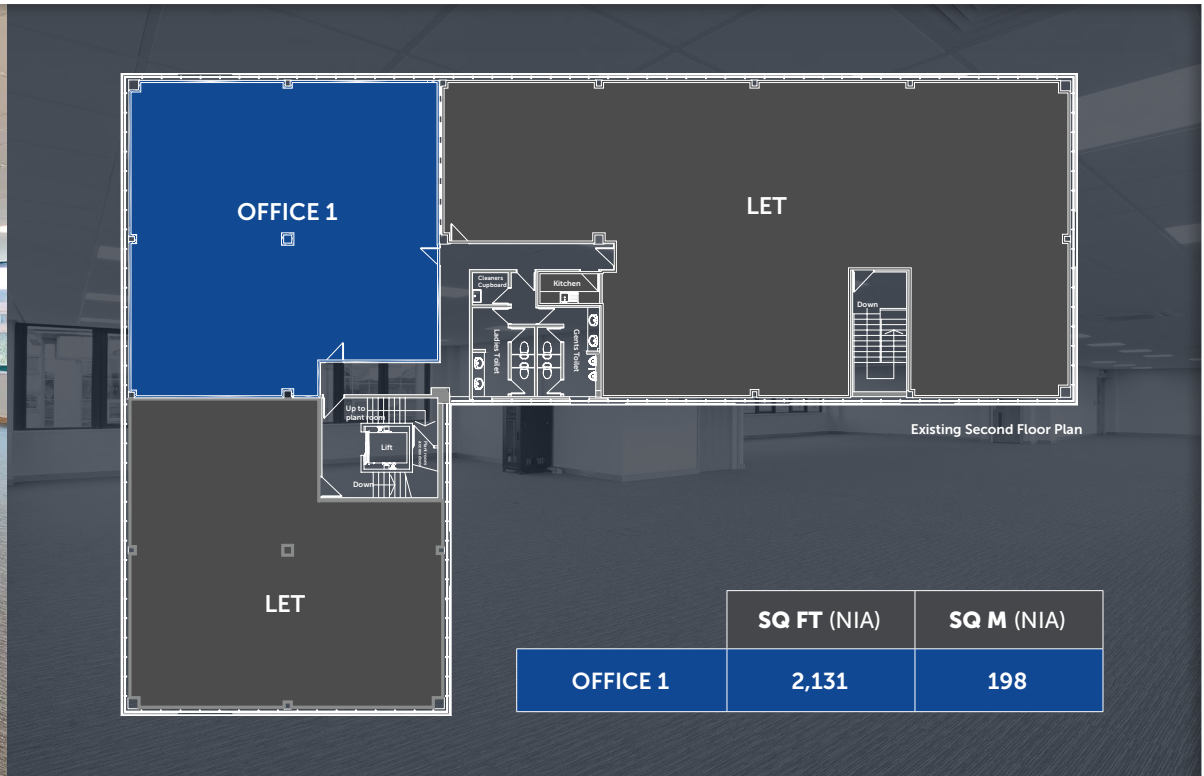 OFFICE 1
LET
Cleaners
Cupboard
Kitchen
Ladies Toilet
Gents Toilet
Down
Up to
plant room
Lift
Down
Existing Second Floor Plan
LET
SQ FT (NIA)
SQ M (NIA)
OFFICE 1
2,131
198